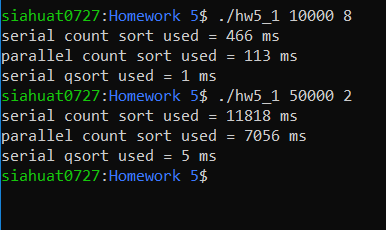 siahuat0727:Homework 5$ ./hw5_1 10000 8
serial count sort used = 466 ms
parallel count sort used = 113 ms
serial qsort used = 1 ms
siahuat0727:Homework 5$ ./hw5_1 50000 2
serial count sort used = 11818 ms
parallel count sort used = 7056 ms
serial qsort used = 5 ms
siahuat0727:Homework 5$